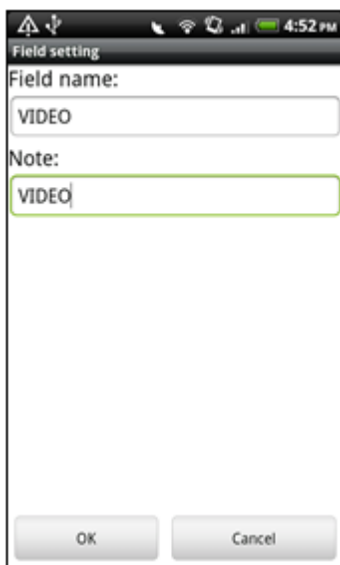 4:52 PM
Field setting
Field name:
VIDEO
Note:
VIDEO
OK Cancel